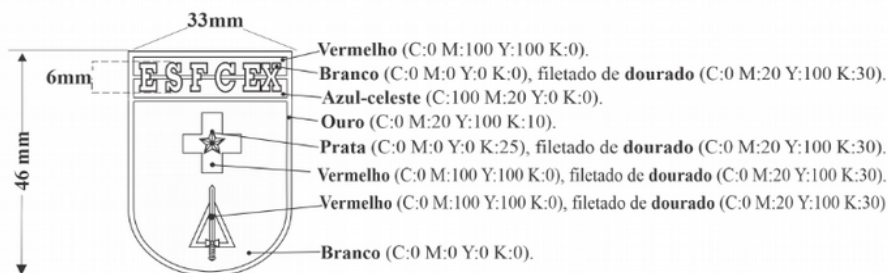 33mm
Vermelho (C:0 M:100 Y:100 K:0).
6mm
ESFCEX
Branco (C:0 M:0 Y:0 K:0), filetado de dourado (C:0 M:20 Y:100 K:30).
Azul-celeste (C:100 M:20 Y:0 K:0).
Ouro (C:0 M:20 Y:100 K:10).
Prata (C:0 M:0 Y:0 K:25), filetado de dourado (C:0 M:20 Y:100 K:30).
46 mm
Vermelho (C:0 M:100 Y:100 K:0), filetado de dourado (C:0 M:20 Y:100 K:30).
Vermelho (C:0 M:100 Y:100 K:0), filetado de dourado (C:0 M:20 Y:100 K:30)
Branco (C:0 M:0 Y:0 K:0).